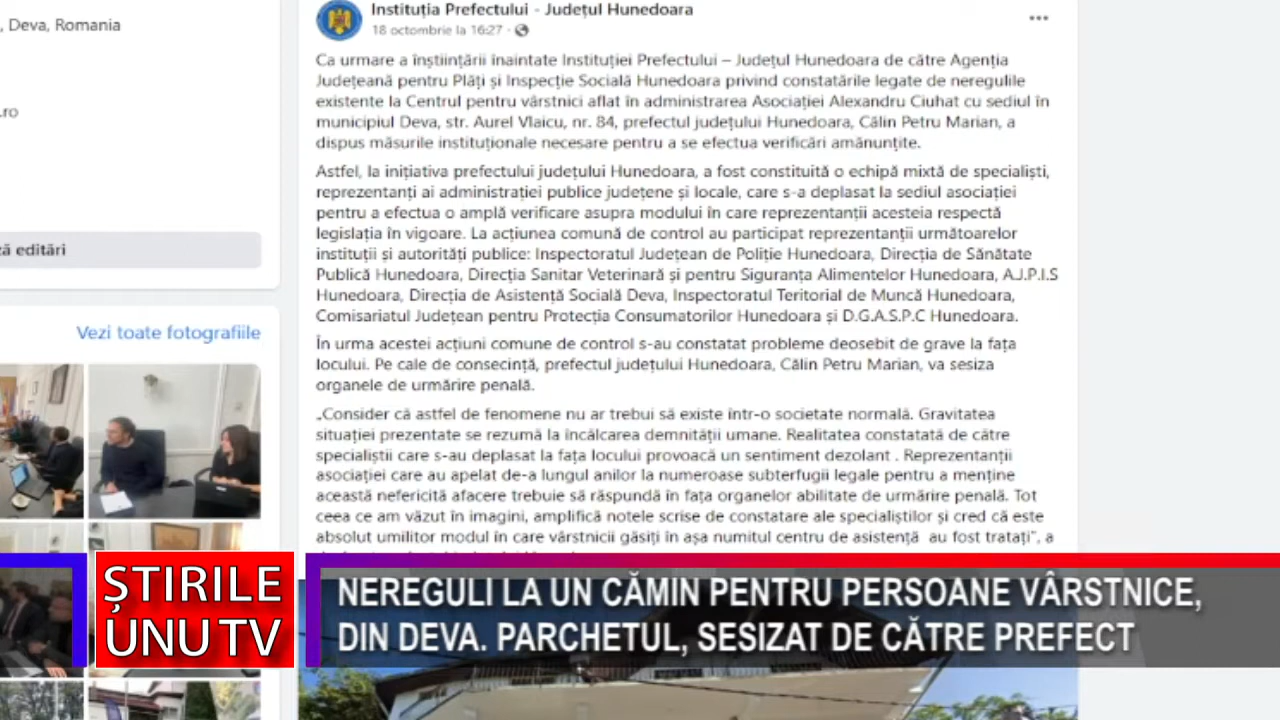 , Deva, Romania
.ro
ză editări
Vezi toate fotografiile
Instituția Prefectului - Județul Hunedoara
18 octombrie la 16:27 ·
Ca urmare a înștiințării înaintate Instituției Prefectului – Județul Hunedoara de către Agenția
Județeană pentru Plăți și Inspecție Socială Hunedoara privind constatările legate de neregulile
existente la Centrul pentru vârstnici aflat în administrarea Asociației Alexandru Ciuhat cu sediul în
municipiul Deva, str. Aurel Vlaicu, nr. 84, prefectul județului Hunedoara, Călin Petru Marian, a
dispus măsurile instituționale necesare pentru a se efectua verificări amănunțite.
Astfel, la inițiativa prefectului județului Hunedoara, a fost constituită o echipă mixtă de specialiști,
reprezentanți ai administrației publice județene și locale, care s-a deplasat la sediul asociației
pentru a efectua o amplă verificare asupra modului în care reprezentanții acesteia respectă
legislația în vigoare. La acțiunea comună de control au participat reprezentanții următoarelor
instituții și autorități publice: Inspectoratul Județean de Poliție Hunedoara, Direcția de Sănătate
Publică Hunedoara, Direcția Sanitar Veterinară și pentru Siguranța Alimentelor Hunedoara, A.J.P.I.S
Hunedoara, Direcția de Asistență Socială Deva, Inspectoratul Teritorial de Muncă Hunedoara,
Comisariatul Județean pentru Protecția Consumatorilor Hunedoara și D.G.A.S.P.C Hunedoara.
În urma acestei acțiuni comune de control s-au constatat probleme deosebit de grave la fața
locului. Pe cale de consecință, prefectul județului Hunedoara, Călin Petru Marian, va sesiza
organele de urmărire penală.
„Consider că astfel de fenomene nu ar trebui să existe într-o societate normală. Gravitatea
situației prezentate se rezumă la încălcarea demnității umane. Realitatea constatată de către
specialiștii care s-au deplasat la fața locului provoacă un sentiment dezolant . Reprezentanții
asociației care au apelat de-a lungul anilor la numeroase subterfugii legale pentru a menține
această nefericită afacere trebuie să răspundă în fața organelor abilitate de urmărire penală. Tot
ceea ce am văzut în imagini, amplifică notele scrise de constatare ale specialiștilor și cred că este
absolut umilitor modul în care vârstnicii găsiți în așa numitul centru de asistență au fost tratați", a
ȘTIRILE
UNU TV
NEREGULI LA UN CĂMIN PENTRU PERSOANE VÂRSTNICE,
DIN DEVA. PARCHETUL, SESIZAT DE CĂTRE PREFECT